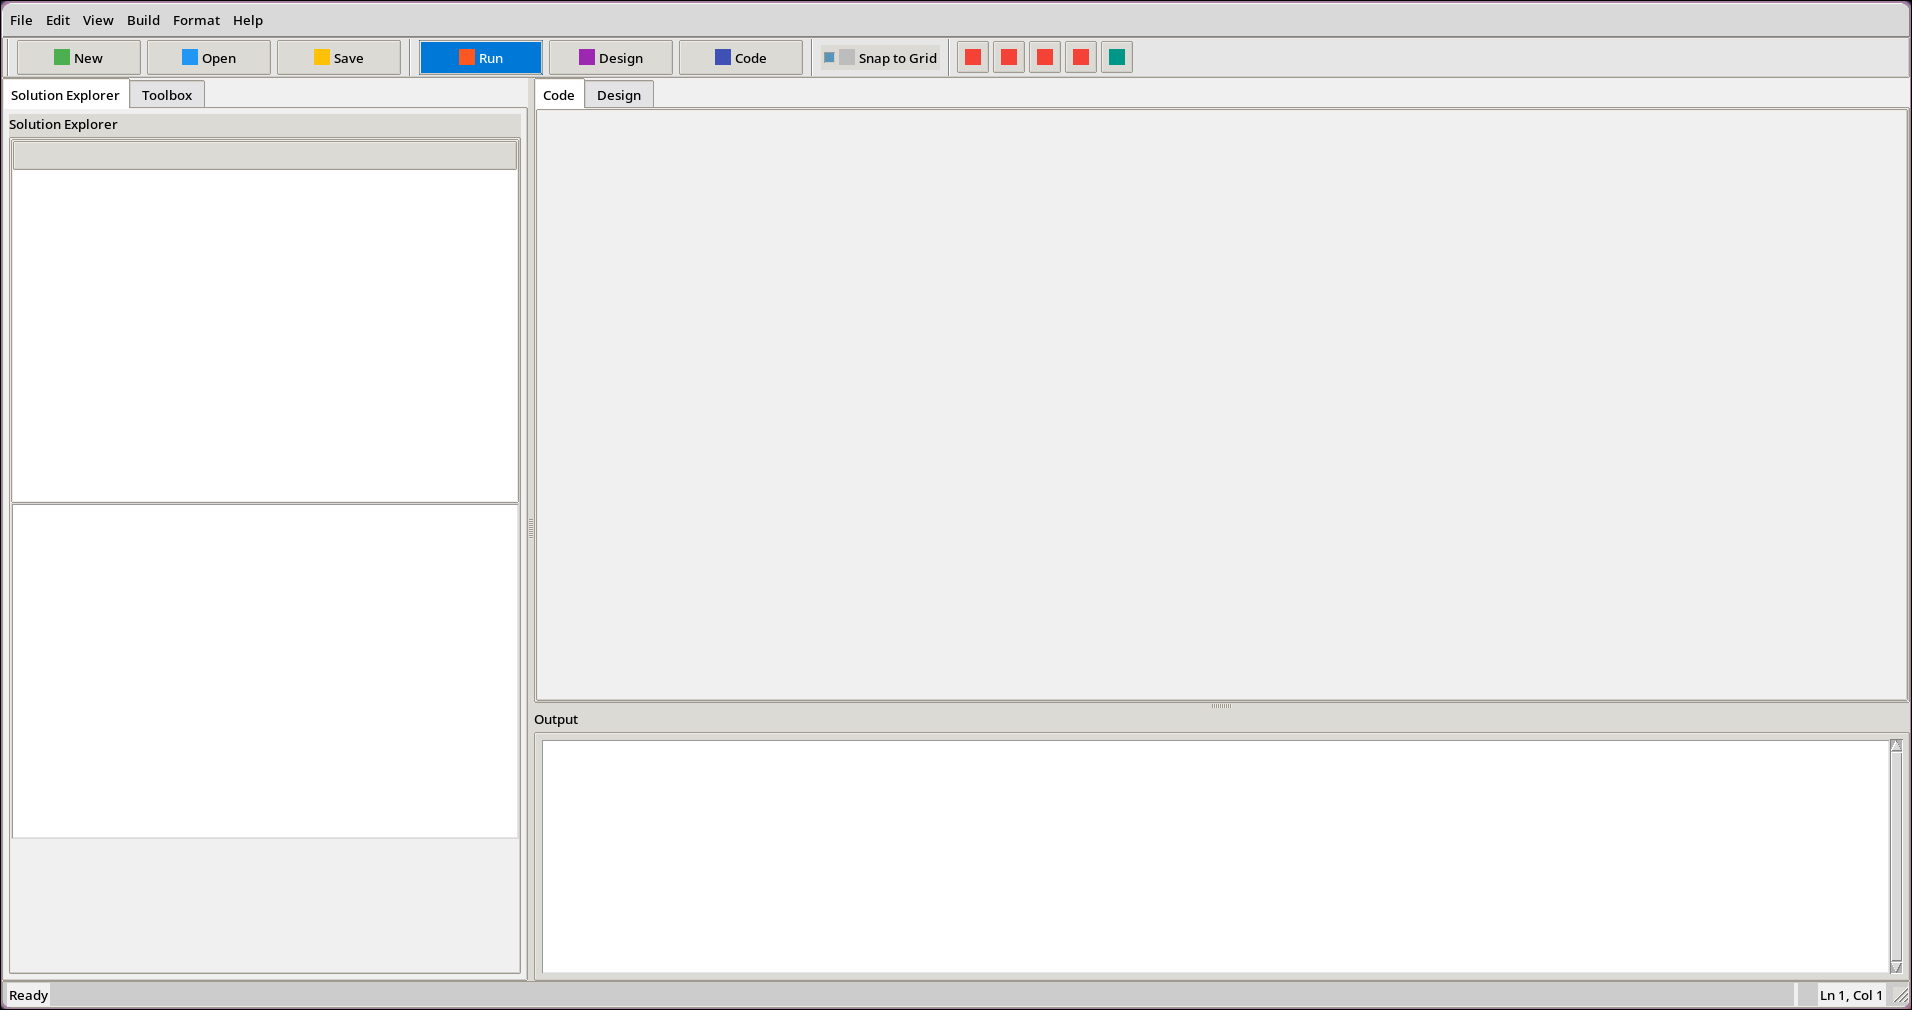 File Edit View Build Format Help
New Open Save Run Design Code Snap to Grid
Solution Explorer Toolbox
Solution Explorer
Code Design
Output
Ready
Ln 1, Col 1